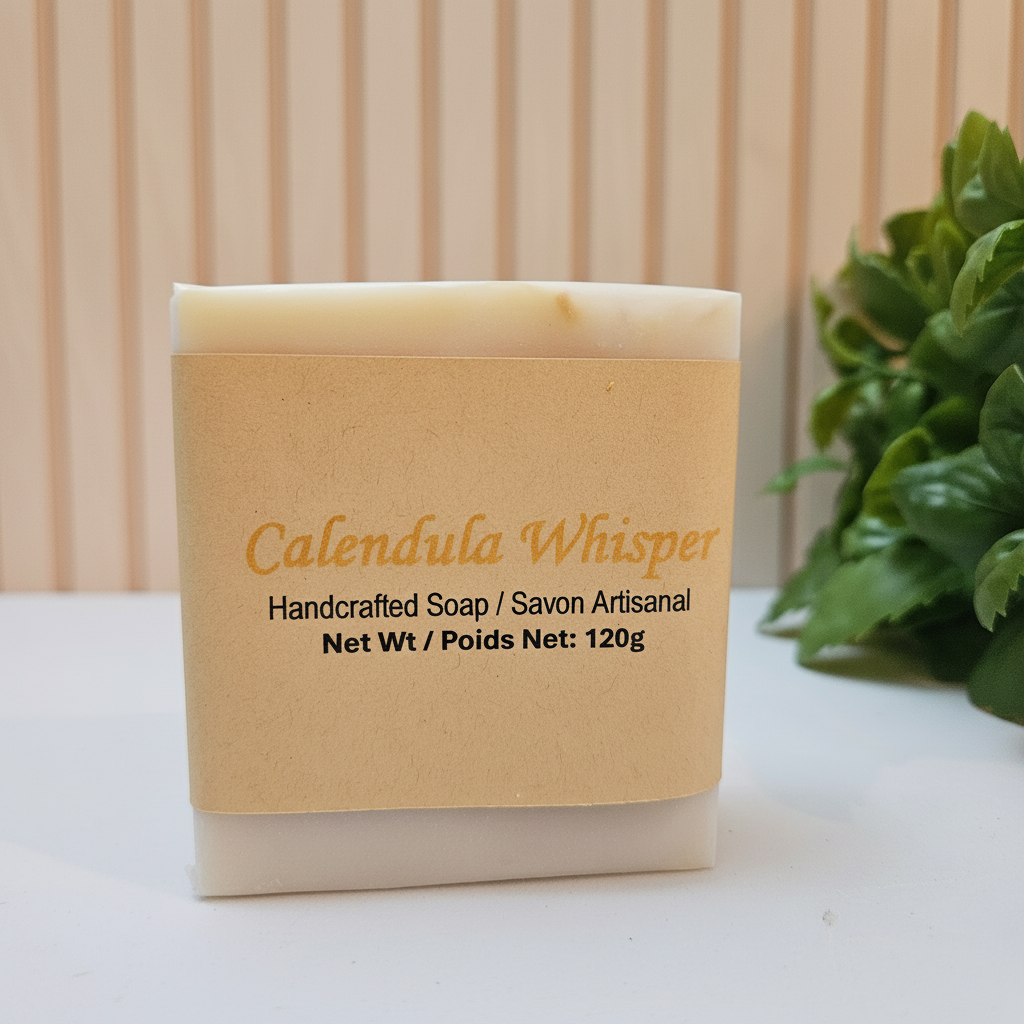 Calendula Whisper
Handcrafted Soap / Savon Artisanal
Net Wt / Poids Net: 120g